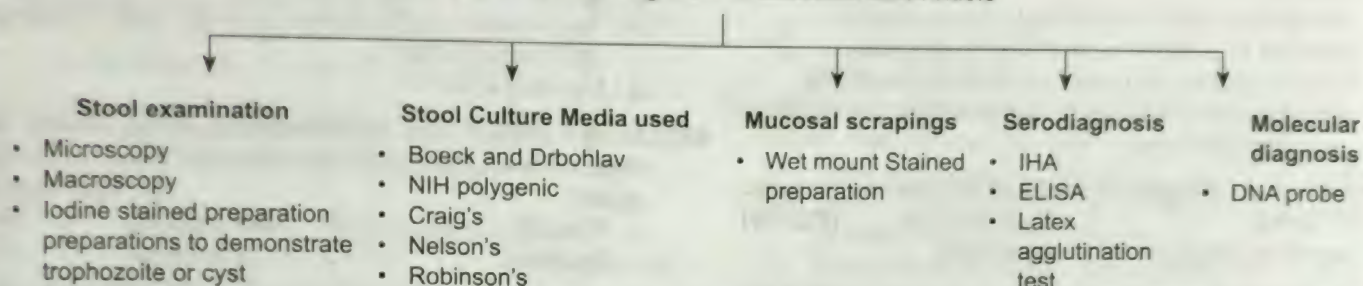 Stool examination
• Microscopy
• Macroscopy
• Iodine stained preparation
preparations to demonstrate
trophozoite or cyst
Stool Culture Media used
• Boeck and Drbohlav
• NIH polygenic
• Craig's
• Nelson's
• Robinson's
Mucosal scrapings
• Wet mount Stained
preparation
Serodiagnosis
• IHA
• ELISA
• Latex
agglutination
test
Molecular
diagnosis
• DNA probe